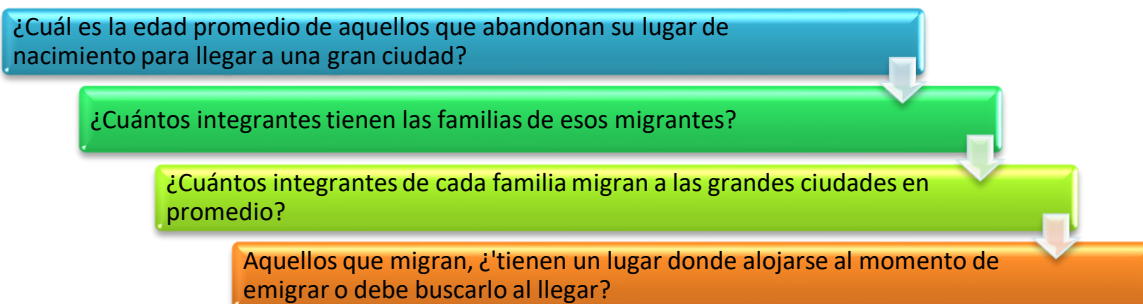 ¿Cuál es la edad promedio de aquellos que abandonan su lugar de
nacimiento para llegar a una gran ciudad?
¿Cuántos integrantes tienen las familias de esos migrantes?
¿Cuántos integrantes de cada familia migran a las grandes ciudades en
promedio?
Aquellos que migran, ¿'tienen un lugar donde alojarse al momento de
emigrar o debe buscarlo al llegar?